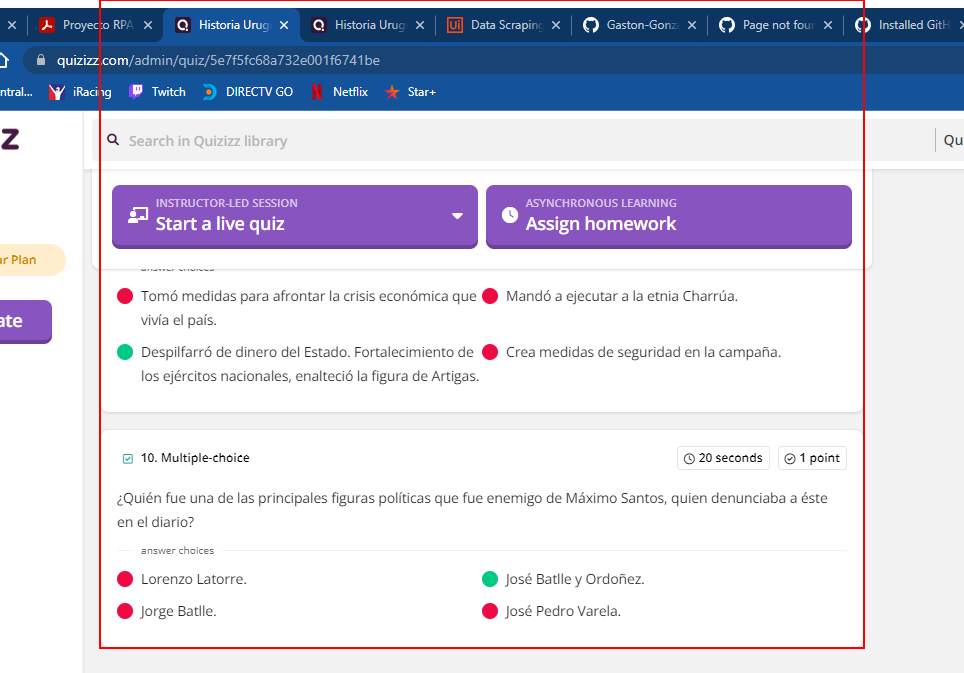 Proyecto RPA
Historia Urug
Historia Urug
Data Scraping
Gaston-Gonz
Page not four
Installed GitH
quizizz.com/admin/quiz/5e7f5fc68a732e001f6741be
ntral...
iRacing
Twitch
DIRECTV GO
Netflix
Star+
z
Search in Quizizz library
Qu
INSTRUCTOR-LED SESSION
Start a live quiz
ASYNCHRONOUS LEARNING
Assign homework
ar Plan
ate
answer choices
Tomó medidas para afrontar la crisis económica que
vivía el país.
Mandó a ejecutar a la etnia Charrúa.
Despilfarró de dinero del Estado. Fortalecimiento de
los ejércitos nacionales, enalteció la figura de Artigas.
Crea medidas de seguridad en la campaña.
10. Multiple-choice
20 seconds
1 point
¿Quién fue una de las principales figuras políticas que fue enemigo de Máximo Santos, quien denunciaba a éste
en el diario?
answer choices
Lorenzo Latorre.
José Batlle y Ordoñez.
Jorge Batlle.
José Pedro Varela.